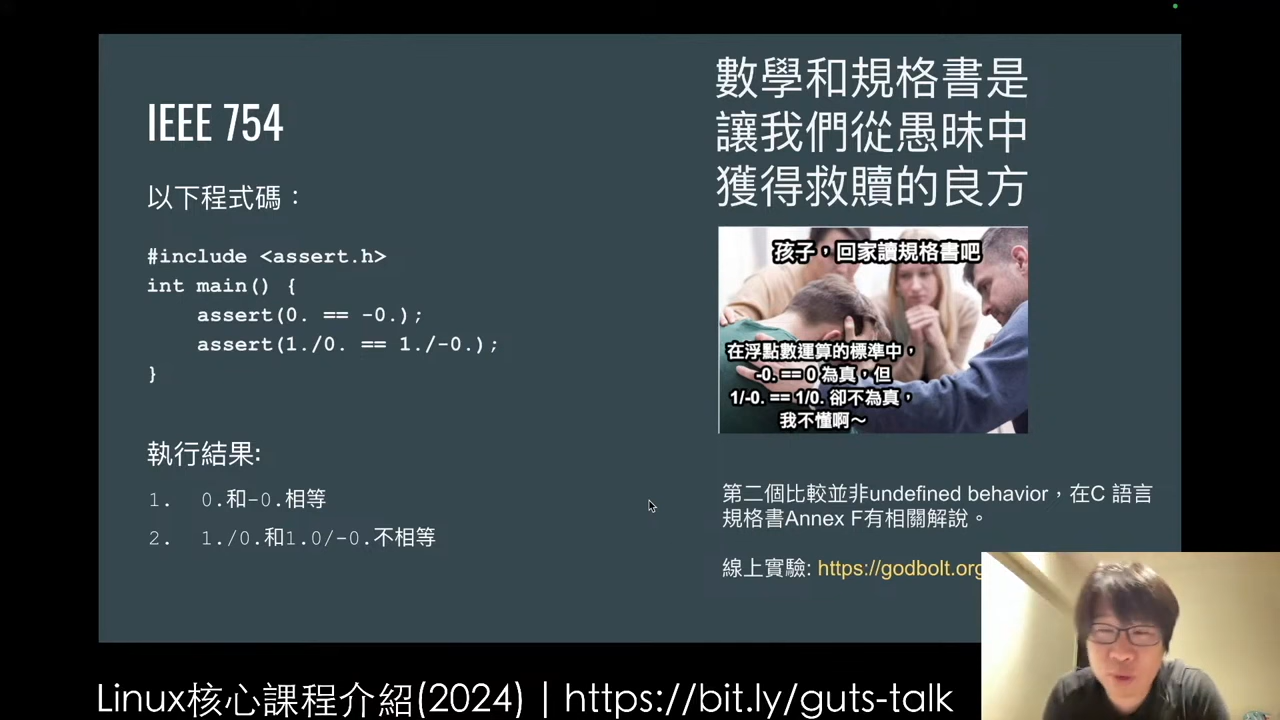 IEEE 754
以下程式碼：
#include <assert.h>
int main() {
    assert(0. == -0.);
    assert(1./0. == 1./-0.);
}
執行結果:
1. 0.和-0.相等
2. 1./0.和1.0/-0.不相等
數學和規格書是
讓我們從愚昧中
獲得救贖的良方
孩子，回家讀規格書吧
在浮點數運算的標準中，
-0. == 0 為真，但
1/-0. == 1/0. 卻不為真，
我不懂啊～
第二個比較並非undefined behavior，在C 語言
規格書Annex F有相關解說。
線上實驗: https://godbolt.org
Linux核心課程介紹(2024) | https://bit.ly/guts-talk